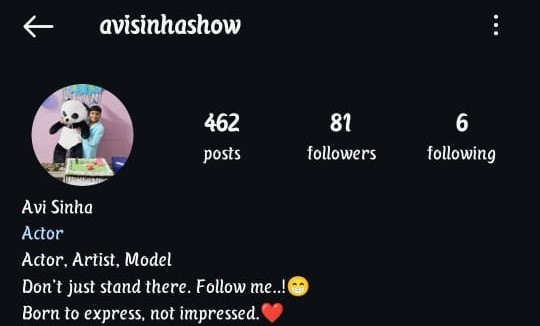 avisinhashow
462 81 6
posts followers following
Avi Sinha
Actor
Actor, Artist, Model
Don't just stand there. Follow me..!😁
Born to express, not impressed.❤️